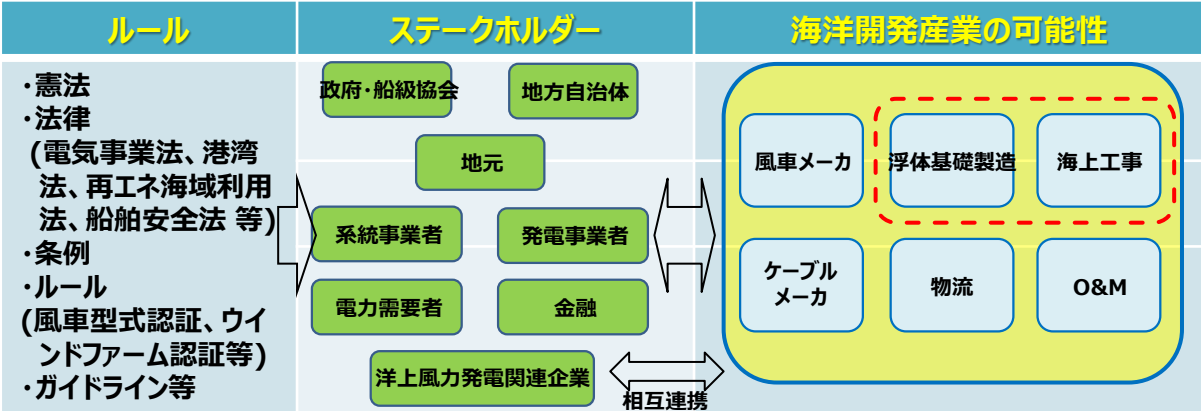 ルール
ステークホルダー
海洋開発産業の可能性
・憲法
・法律
(電気事業法、港湾
法、再エネ海域利用
法、船舶安全法 等)
・条例
・ルール
(風車型式認証、ウイ
ンドファーム認証等)
・ガイドライン等
政府・船級協会
地方自治体
地元
系統事業者
発電事業者
電力需要者
金融
洋上風力発電関連企業
相互連携
風車メーカ
浮体基礎製造
海上工事
ケーブル
メーカ
物流
O&M